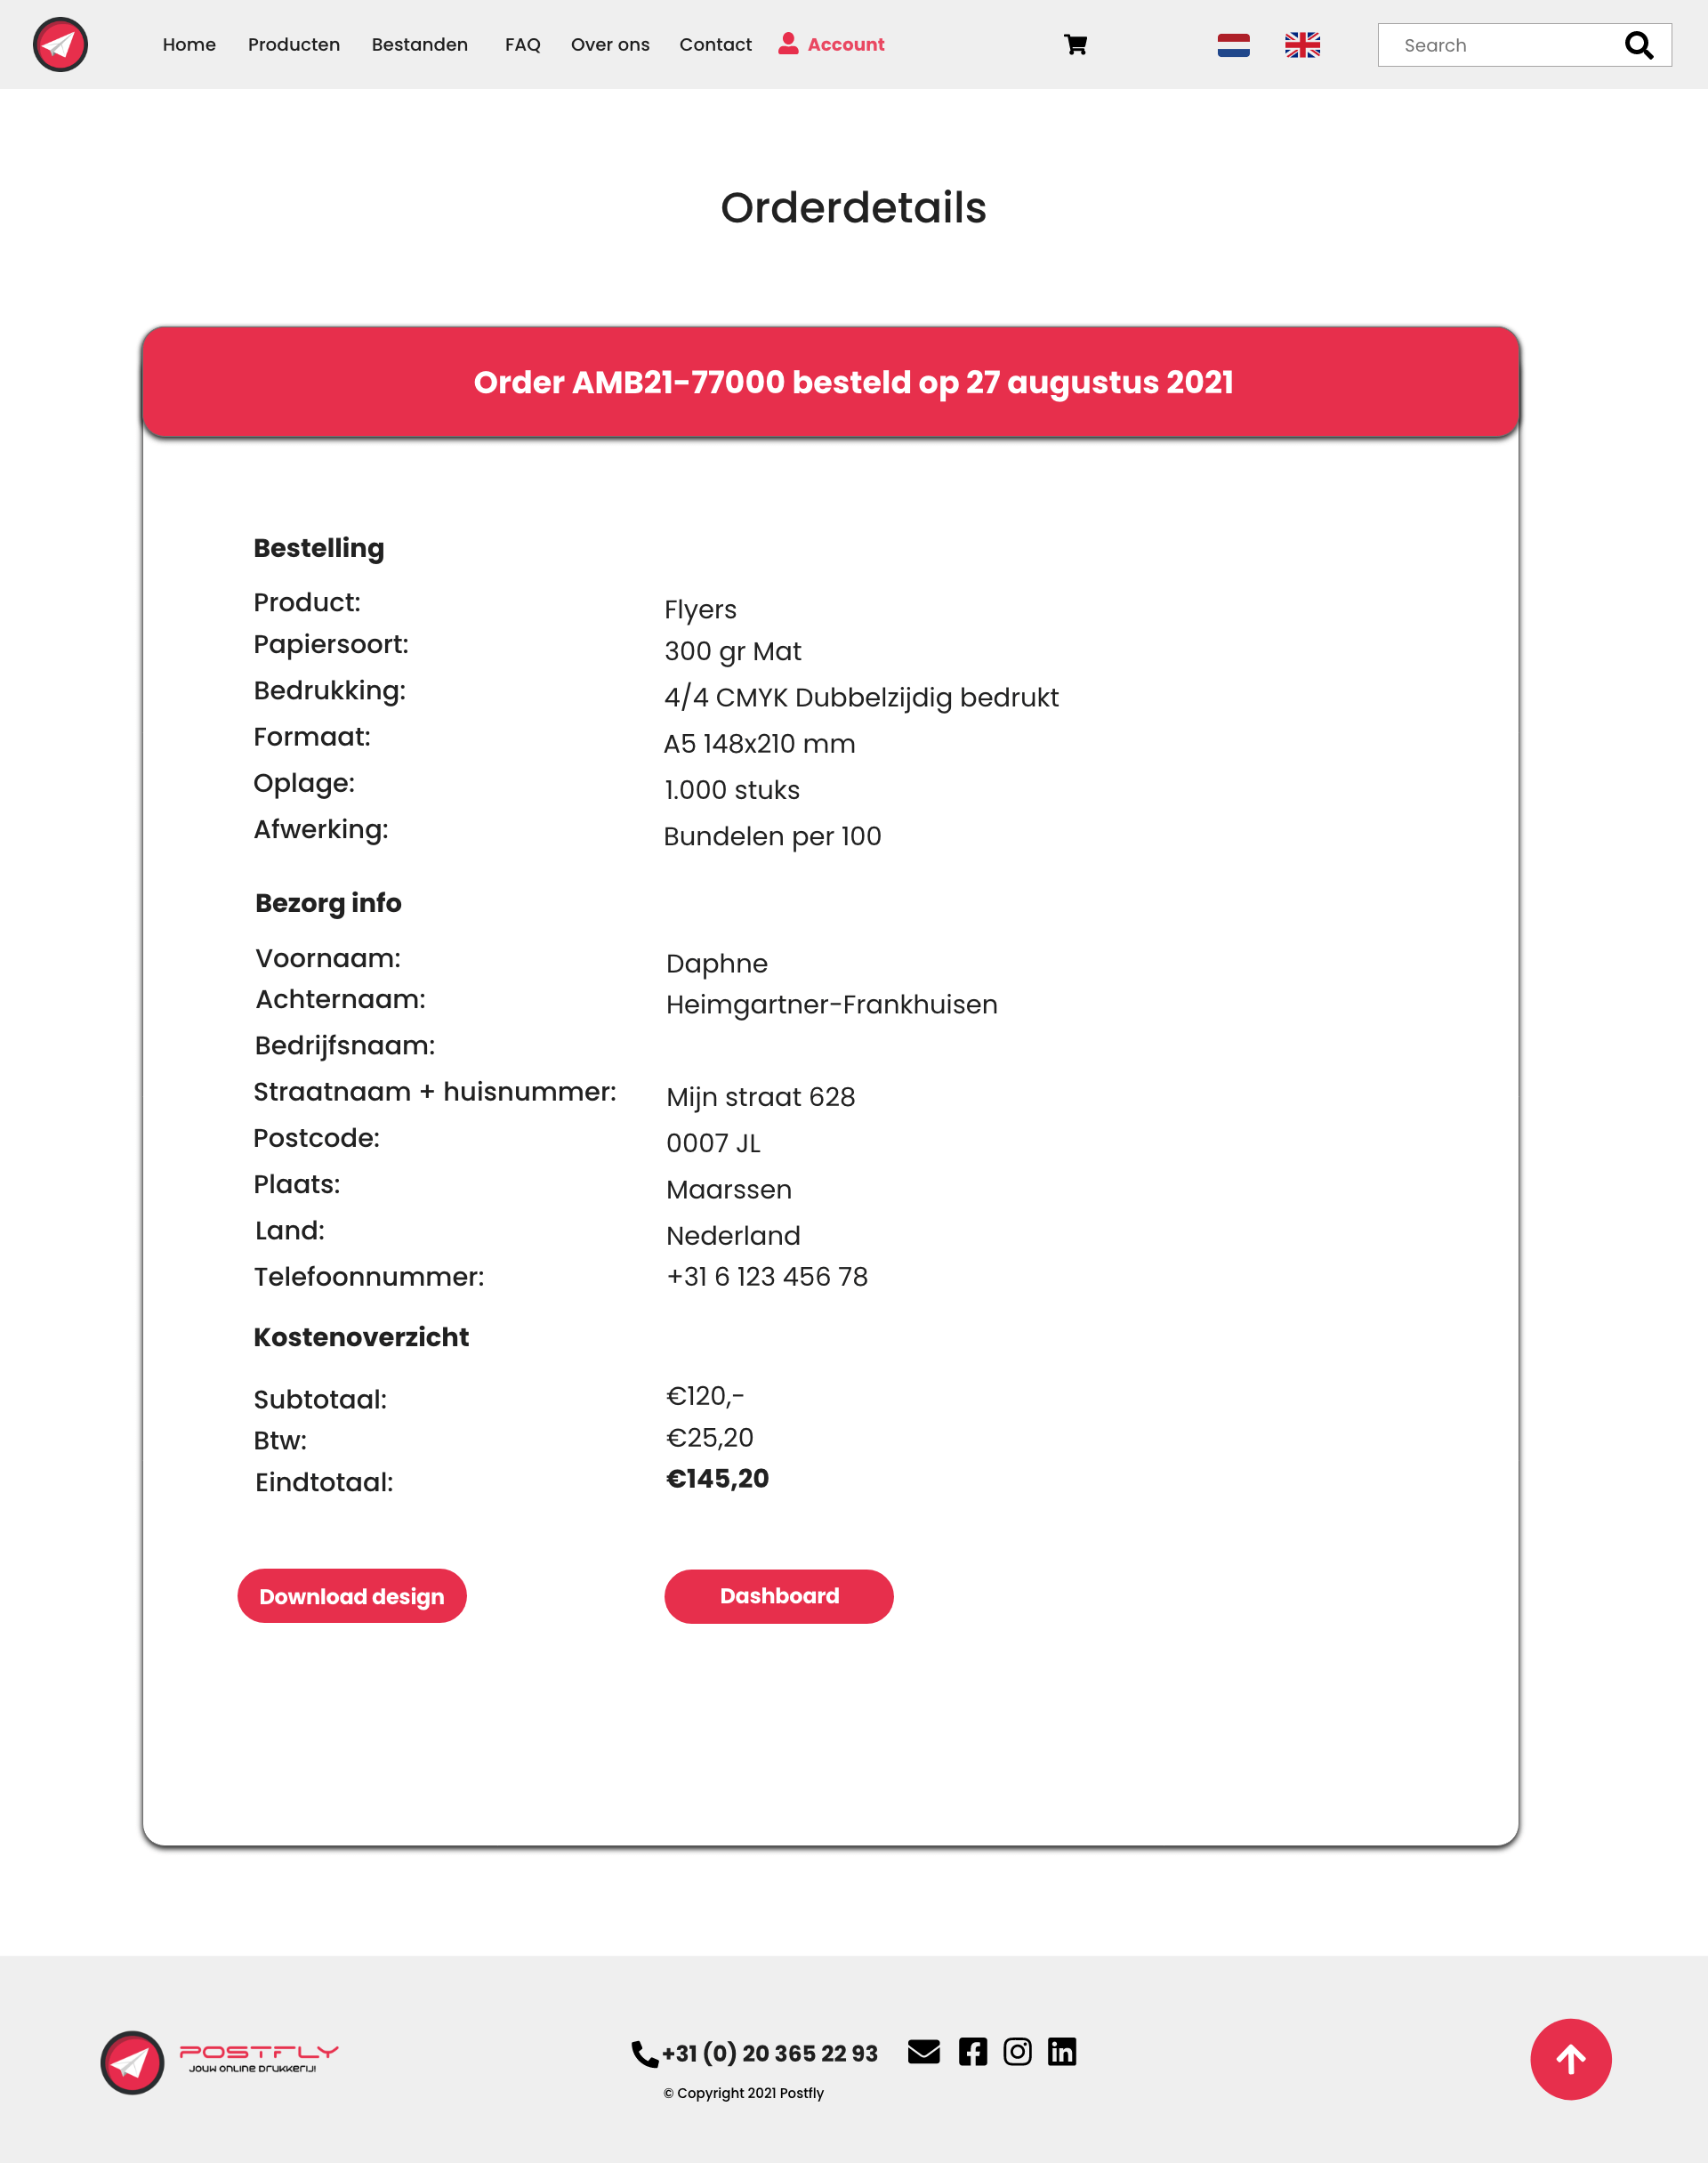 Home Producten Bestanden FAQ Over ons Contact Account Search
Orderdetails
Order AMB21-77000 besteld op 27 augustus 2021
Bestelling
Product: Flyers
Papiersoort: 300 gr Mat
Bedrukking: 4/4 CMYK Dubbelzijdig bedrukt
Formaat: A5 148x210 mm
Oplage: 1.000 stuks
Afwerking: Bundelen per 100
Bezorg info
Voornaam: Daphne
Achternaam: Heimgartner-Frankhuisen
Bedrijfsnaam:
Straatnaam + huisnummer: Mijn straat 628
Postcode: 0007 JL
Plaats: Maarssen
Land: Nederland
Telefoonnummer: +31 6 123 456 78
Kostenoverzicht
Subtotaal: €120,-
Btw: €25,20
Eindtotaal: €145,20
Download design Dashboard
POSTFLY
Jouw online drukkerij!
+31 (0) 20 365 22 93
© Copyright 2021 Postfly